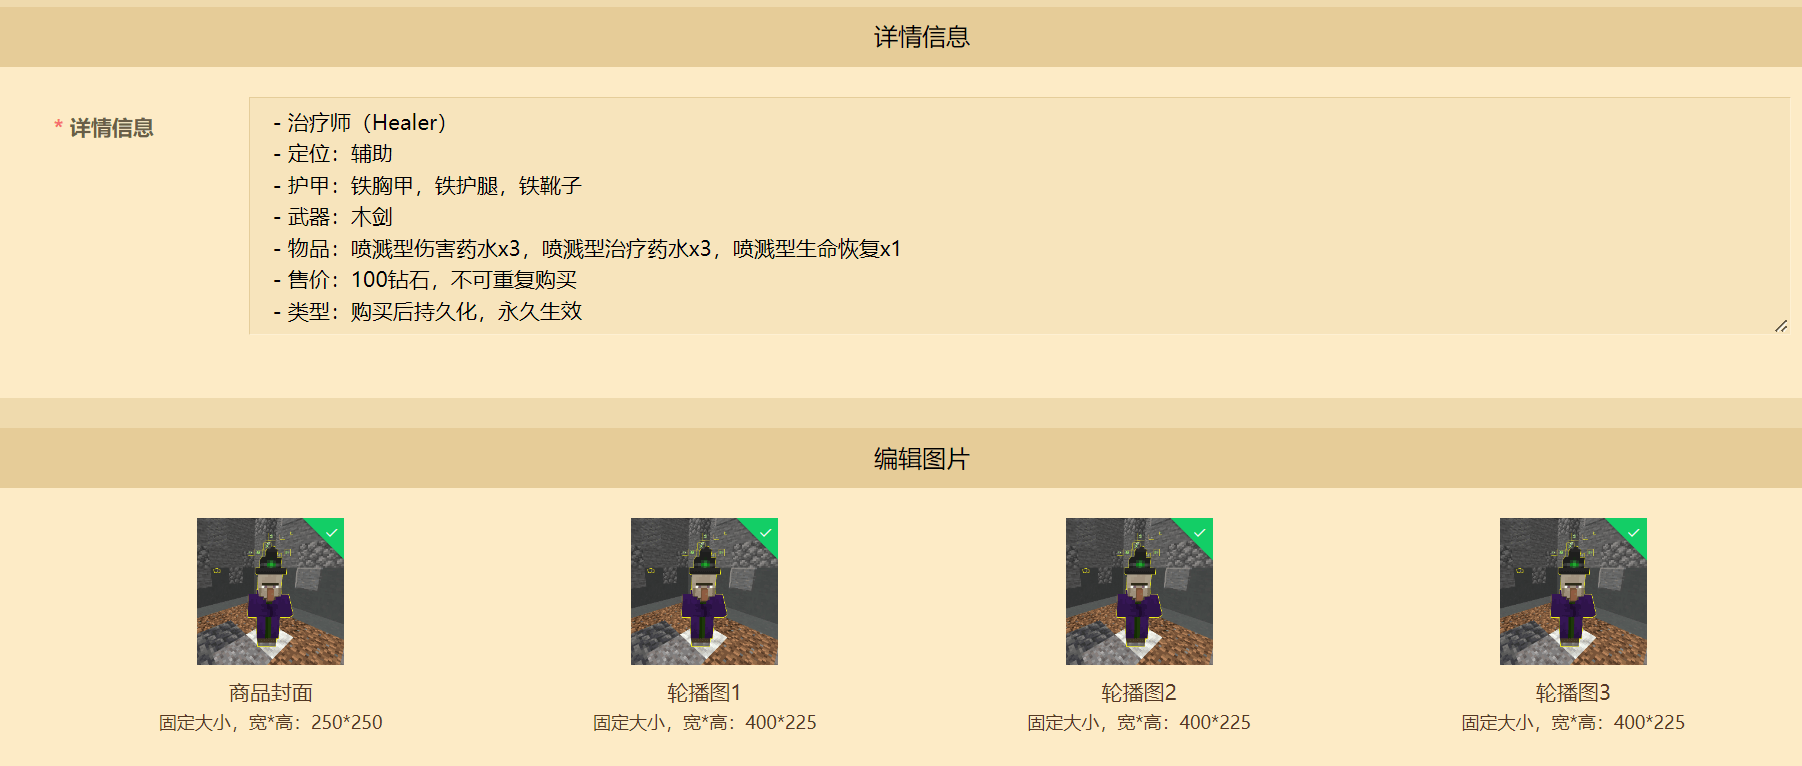 详情信息
* 详情信息
- 治疗师（Healer）
- 定位：辅助
- 护甲：铁胸甲，铁护腿，铁靴子
- 武器：木剑
- 物品：喷溅型伤害药水x3，喷溅型治疗药水x3，喷溅型生命恢复x1
- 售价：100钻石，不可重复购买
- 类型：购买后持久化，永久生效
编辑图片
商品封面
固定大小，宽*高：250*250
轮播图1
固定大小，宽*高：400*225
轮播图2
固定大小，宽*高：400*225
轮播图3
固定大小，宽*高：400*225